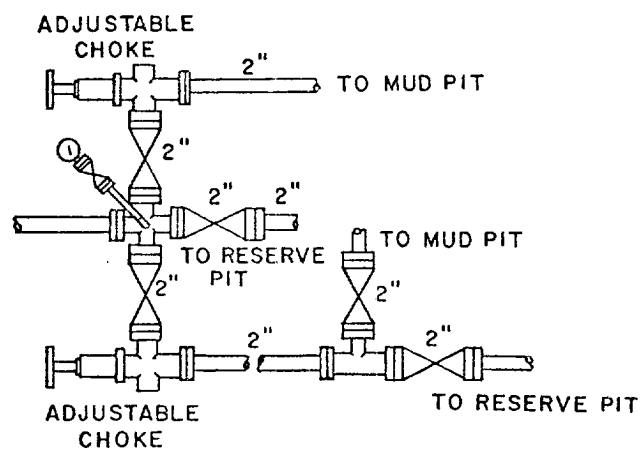 ADJUSTABLE
CHOKE
2"
TO MUD PIT
2"
1
2"
2"
TO RESERVE
PIT
TO MUD PIT
2"
2"
2"
2"
ADJUSTABLE
CHOKE
TO RESERVE PIT